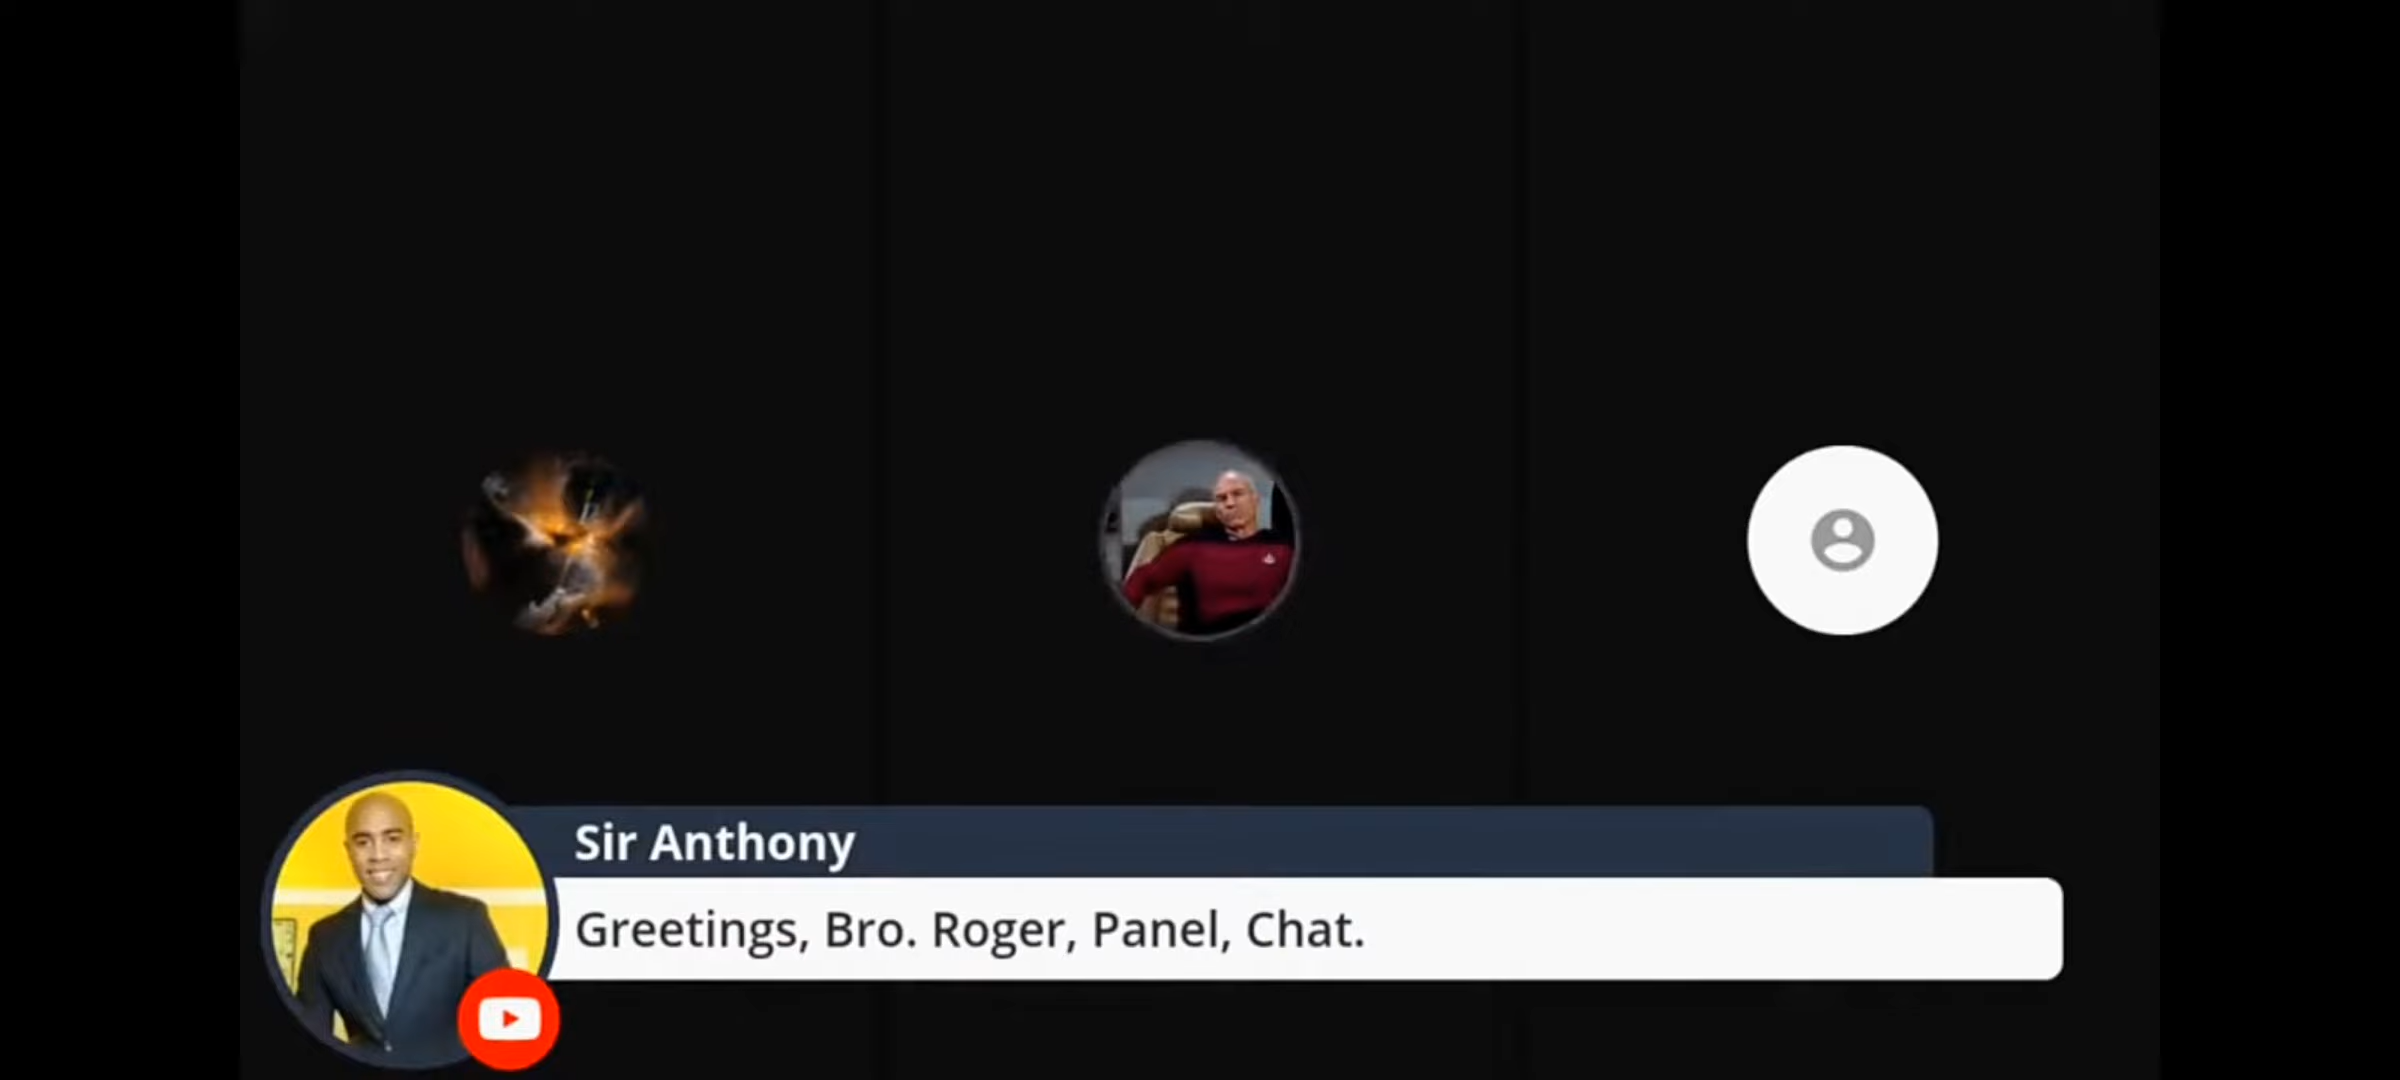 Sir Anthony
Greetings, Bro. Roger, Panel, Chat.